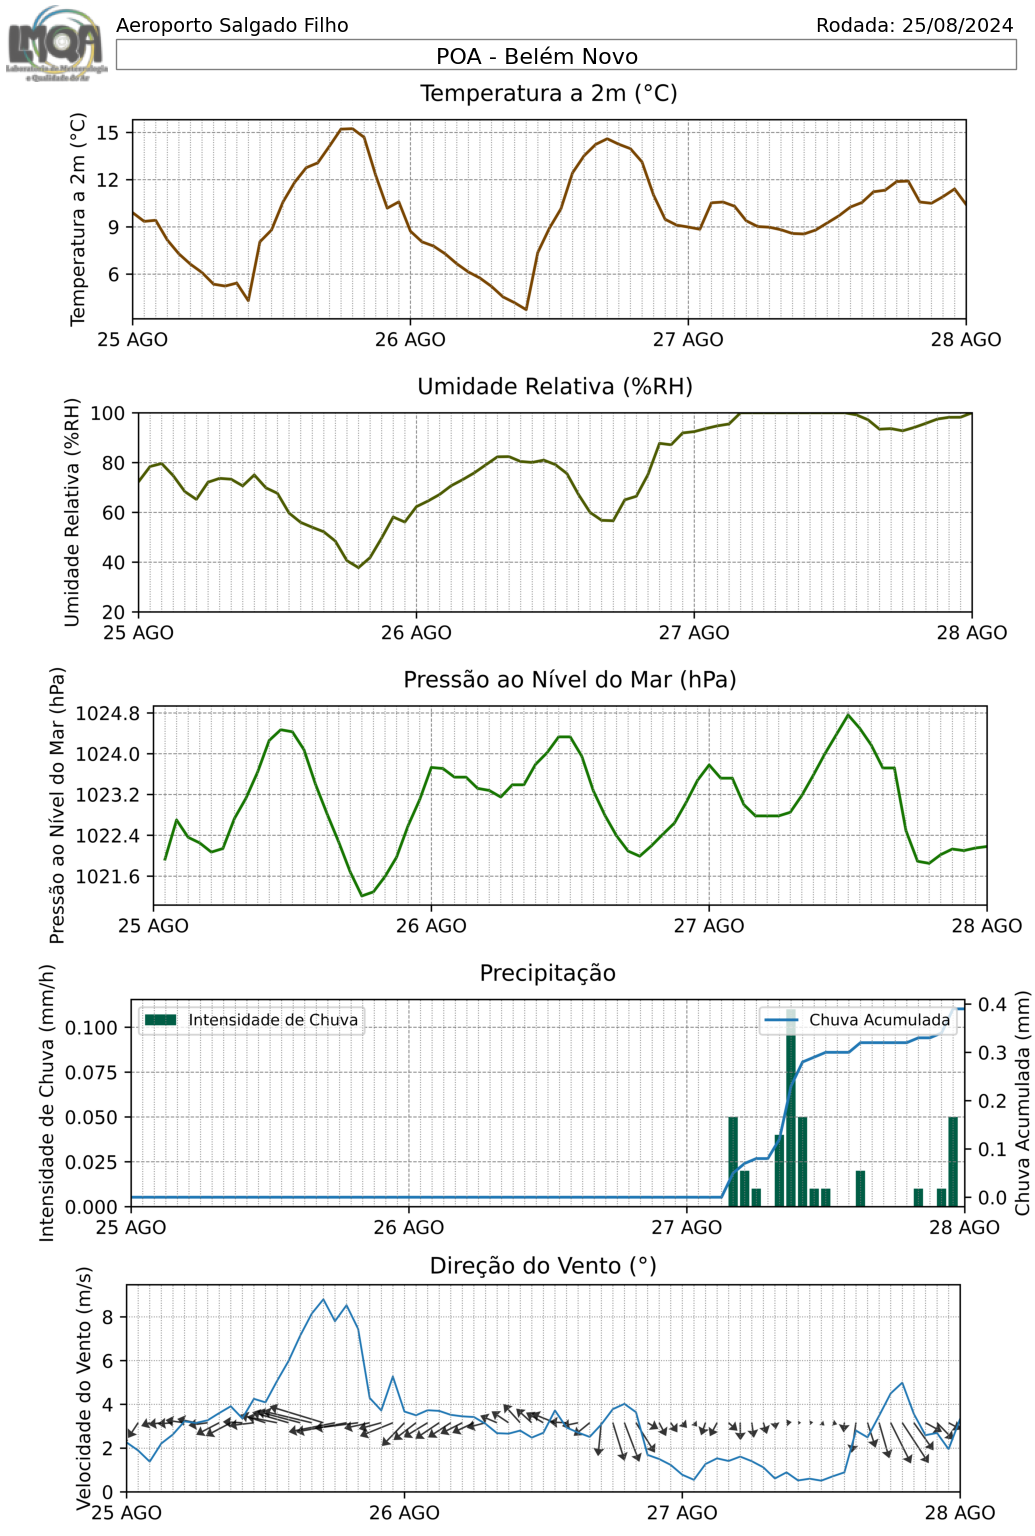 LMQA
Laboratório de Meteorologia
e Qualidade do Ar
Aeroporto Salgado Filho
Rodada: 25/08/2024
POA - Belém Novo
Temperatura a 2m (°C)
Temperatura a 2m (°C)
15
12
9
6
25 AGO 26 AGO 27 AGO 28 AGO
Umidade Relativa (%RH)
Umidade Relativa (%RH)
100
80
60
40
20
25 AGO 26 AGO 27 AGO 28 AGO
Pressão ao Nível do Mar (hPa)
Pressão ao Nível do Mar (hPa)
1024.8
1024.0
1023.2
1022.4
1021.6
25 AGO 26 AGO 27 AGO 28 AGO
Precipitação
Intensidade de Chuva (mm/h)
0.100
0.075
0.050
0.025
0.000
Intensidade de Chuva
Chuva Acumulada
0.4
0.3
0.2
0.1
0.0
Chuva Acumulada (mm)
25 AGO 26 AGO 27 AGO 28 AGO
Direção do Vento (°)
Velocidade do Vento (m/s)
8
6
4
2
0
25 AGO 26 AGO 27 AGO 28 AGO